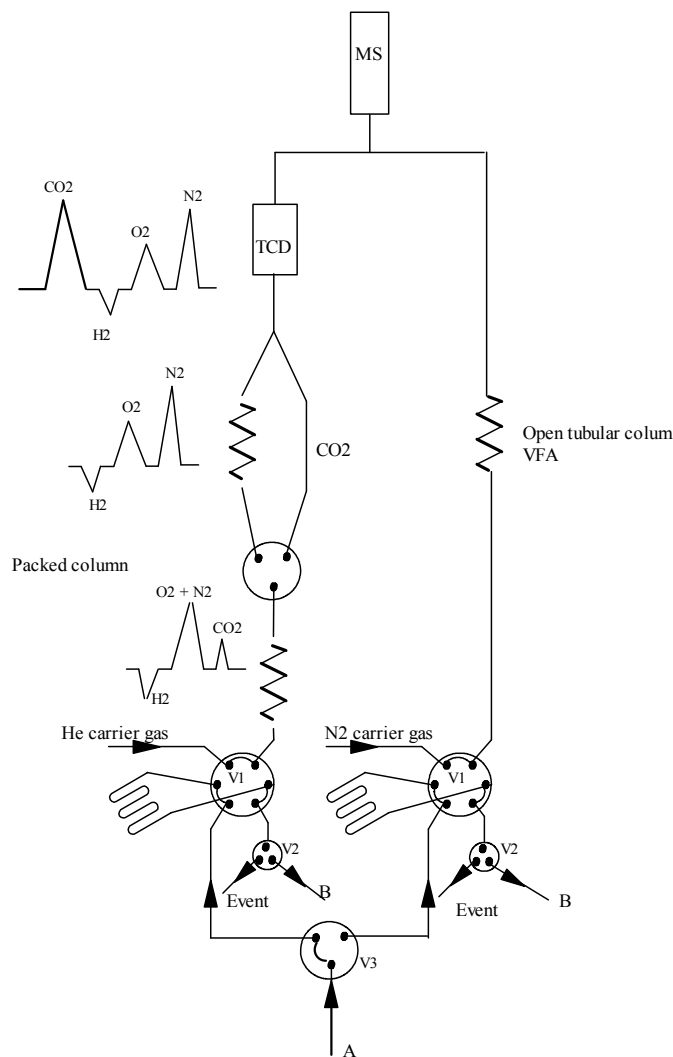 MS
CO2
N2
O2
H2
TCD
N2
O2
H2
CO2
Open tubular colum
VFA
Packed column
O2 + N2
CO2
H2
He carrier gas
N2 carrier gas
V1
V1
V2
V2
B
B
Event
Event
V3
A